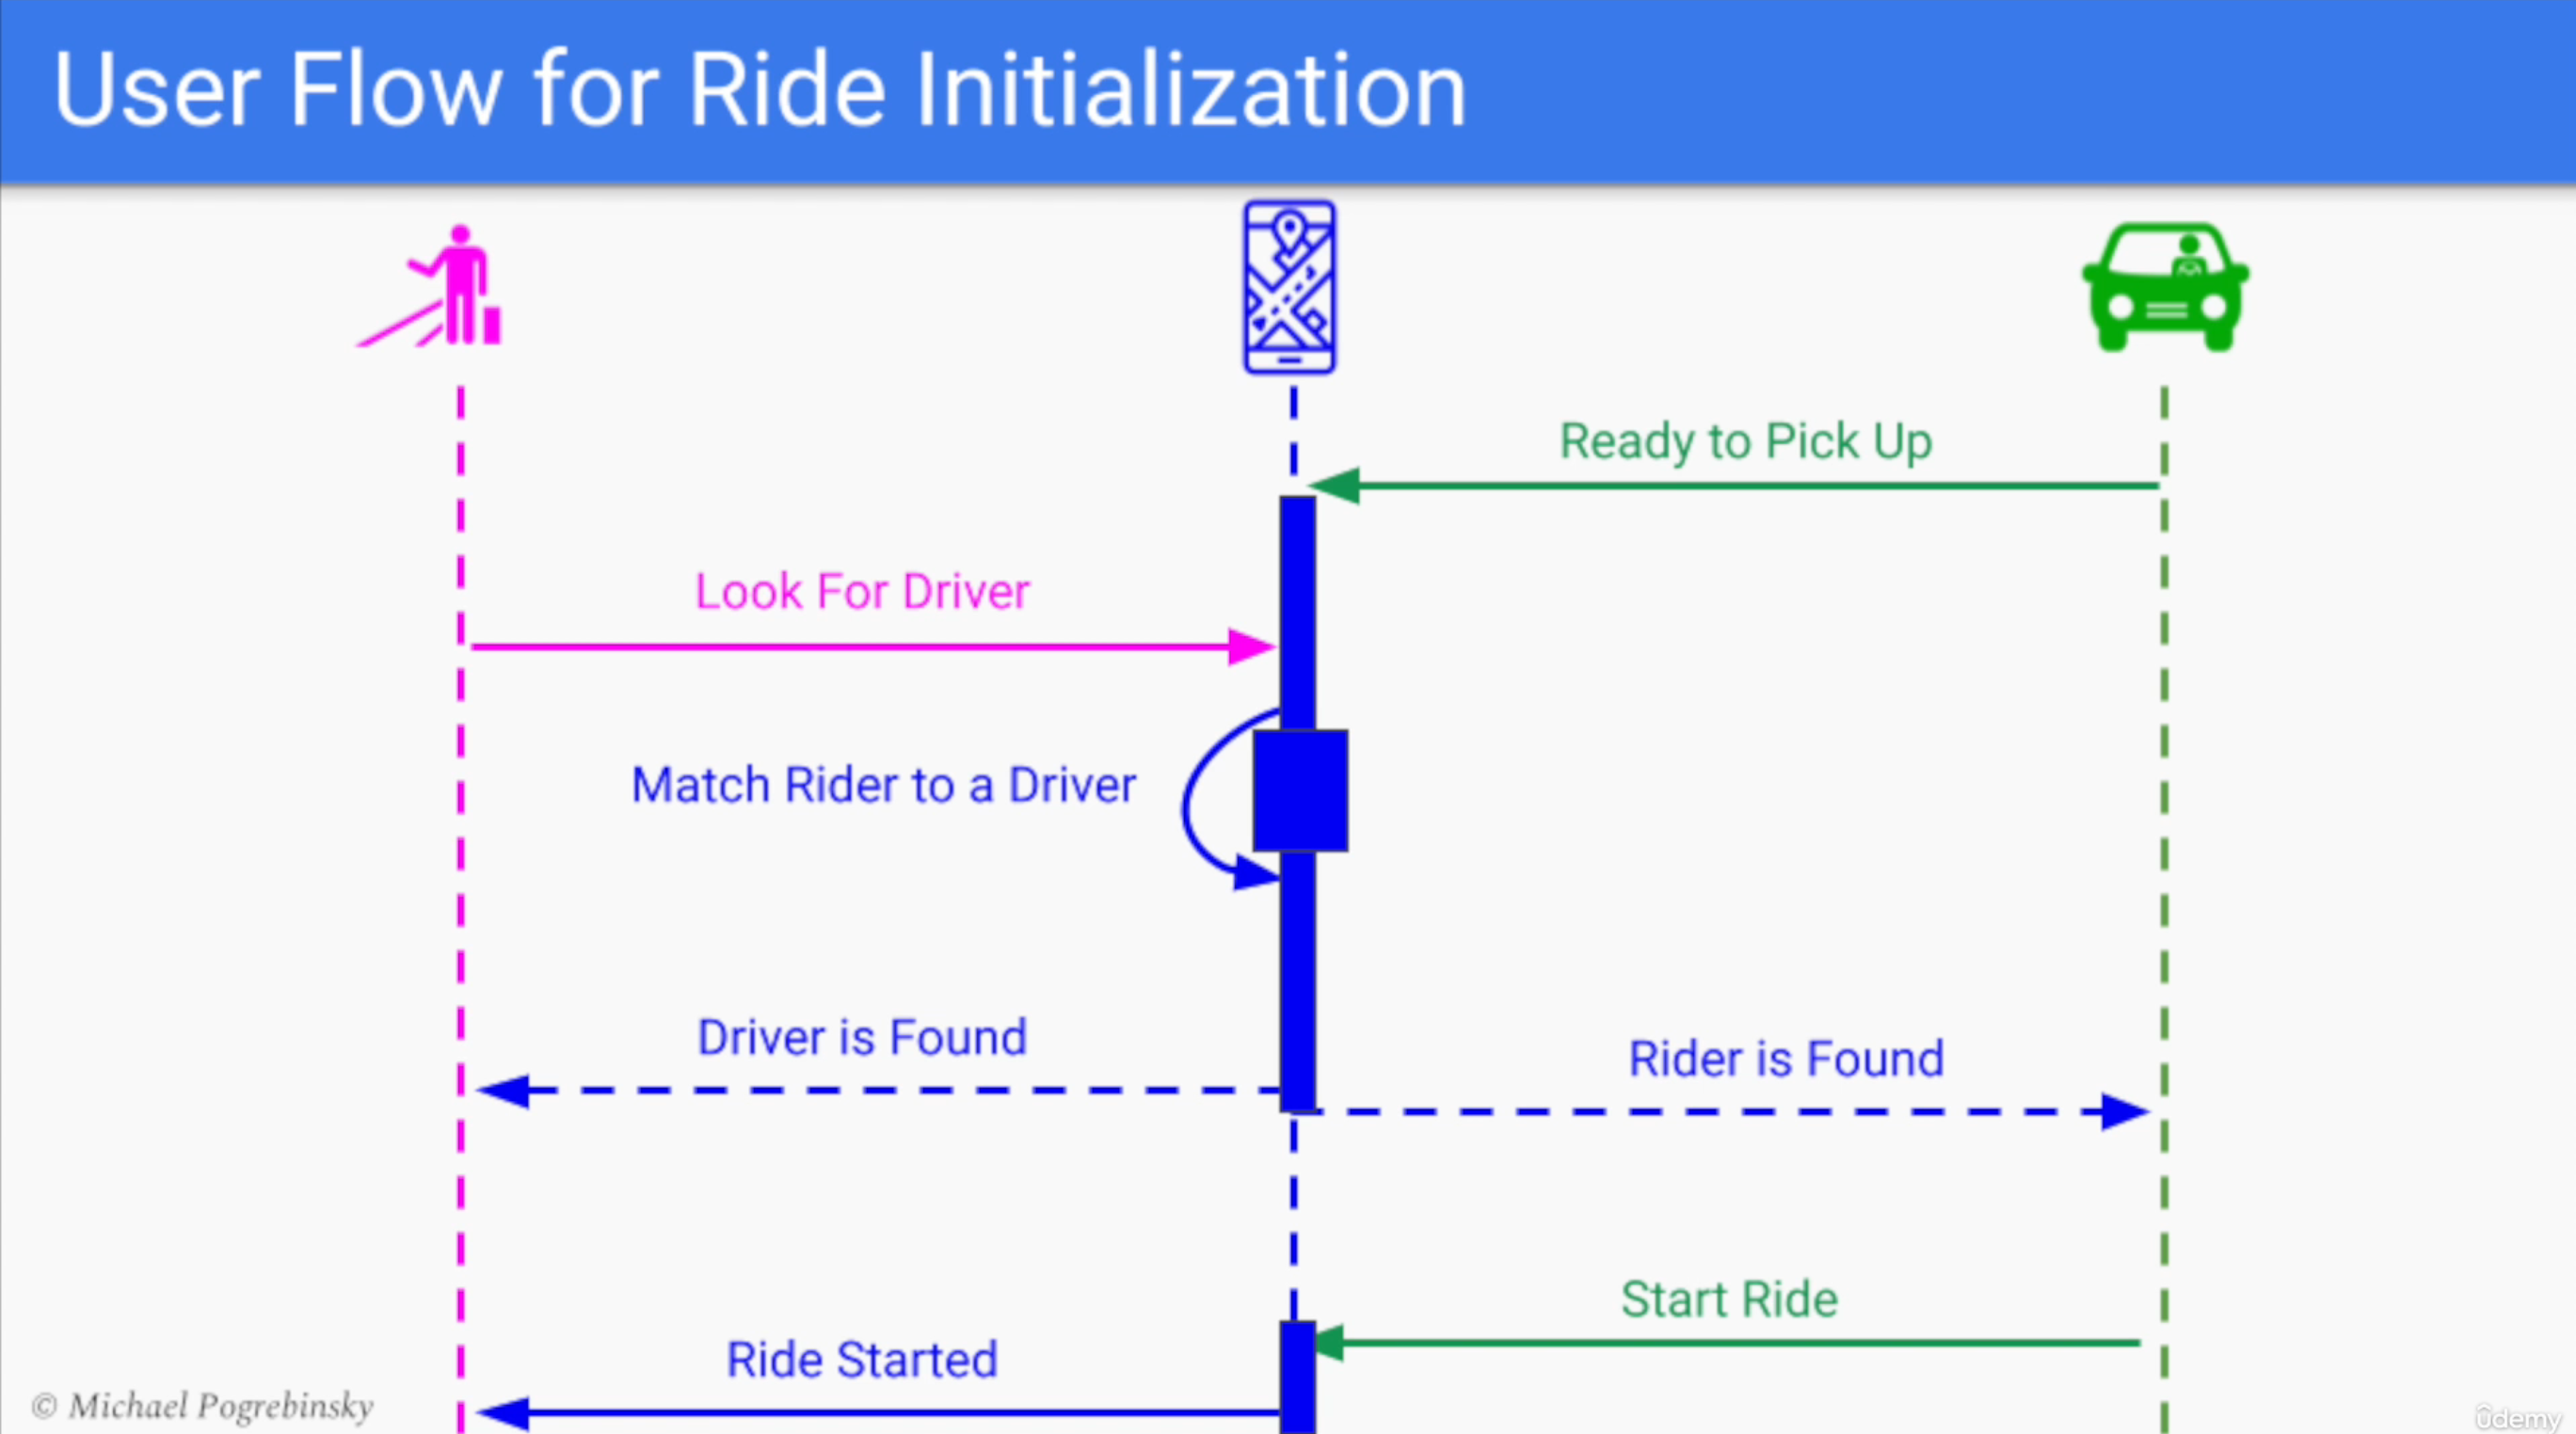 User Flow for Ride Initialization
Ready to Pick Up
Look For Driver
Match Rider to a Driver
Driver is Found
Rider is Found
Start Ride
Ride Started
© Michael Pogrebinsky
ûdemy